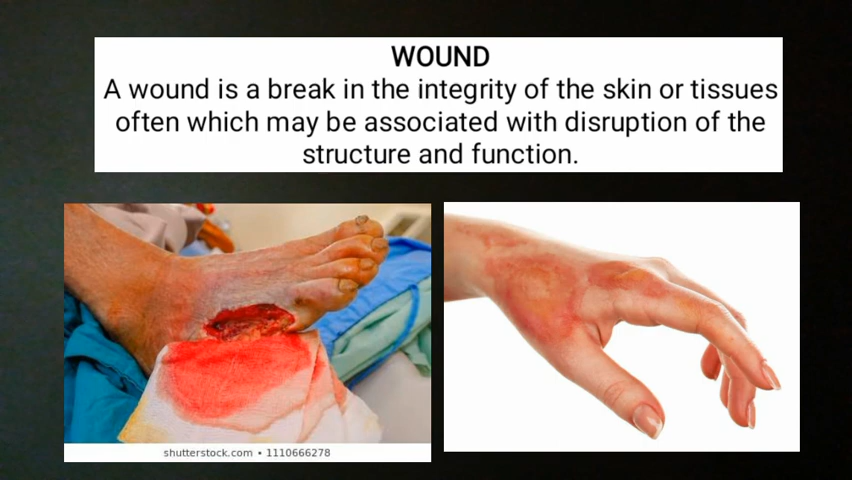 WOUND
A wound is a break in the integrity of the skin or tissues
often which may be associated with disruption of the
structure and function.
shutterstock.com • 1110666278